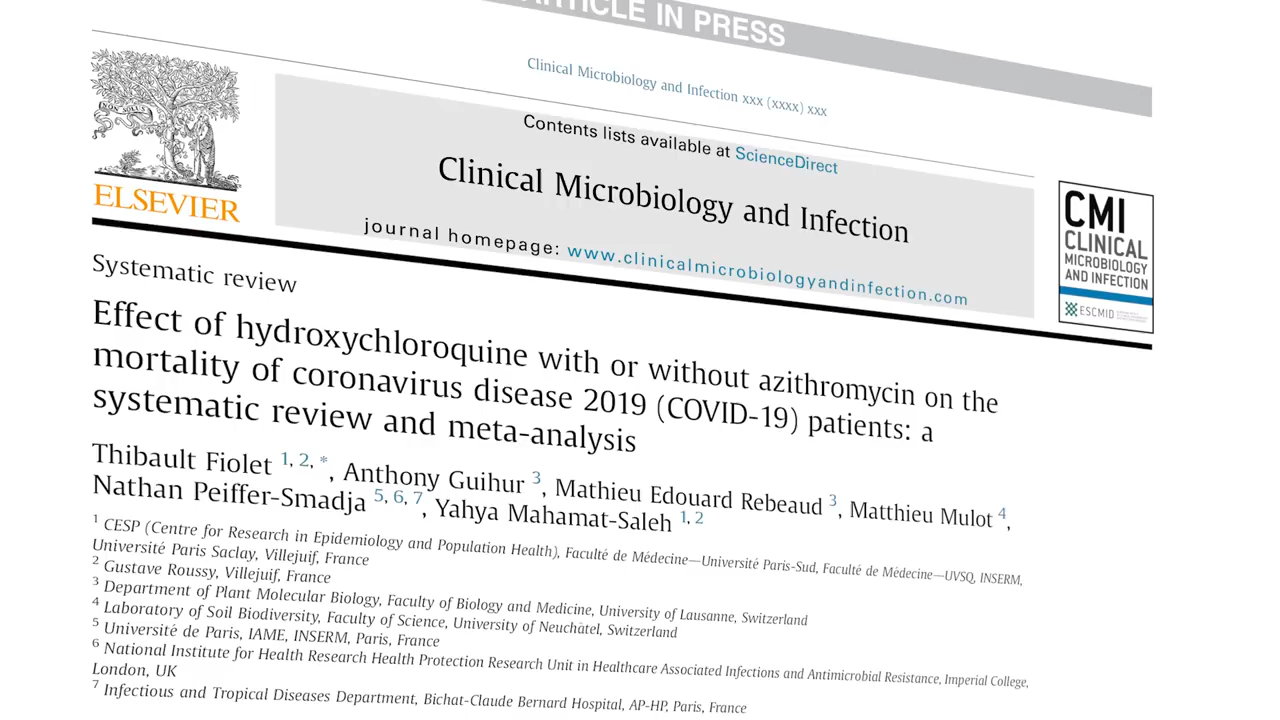 ARTICLE IN PRESS
Clinical Microbiology and Infection xxx (xxxx) xxx
Contents lists available at ScienceDirect
Clinical Microbiology and Infection
journal homepage: www.clinicalmicrobiologyandinfection.com
ELSEVIER
CMI
CLINICAL
MICROBIOLOGY
AND INFECTION
ESCMID
Systematic review
Effect of hydroxychloroquine with or without azithromycin on the
mortality of coronavirus disease 2019 (COVID-19) patients: a
systematic review and meta-analysis
Thibault Fiolet 1, 2, *, Anthony Guihur 3, Mathieu Edouard Rebeaud 3, Matthieu Mulot 4,
Nathan Peiffer-Smadja 5, 6, 7, Yahya Mahamat-Saleh 1, 2
1 CESP (Centre for Research in Epidemiology and Population Health), Faculté de Médecine—Université Paris-Sud, Faculté de Médecine—UVSQ, INSERM,
Université Paris Saclay, Villejuif, France
2 Gustave Roussy, Villejuif, France
3 Department of Plant Molecular Biology, Faculty of Biology and Medicine, University of Lausanne, Switzerland
4 Laboratory of Soil Biodiversity, Faculty of Science, University of Neuchâtel, Switzerland
5 Université de Paris, IAME, INSERM, Paris, France
6 National Institute for Health Research Health Protection Research Unit in Healthcare Associated Infections and Antimicrobial Resistance, Imperial College,
London, UK
7 Infectious and Tropical Diseases Department, Bichat-Claude Bernard Hospital, AP-HP, Paris, France